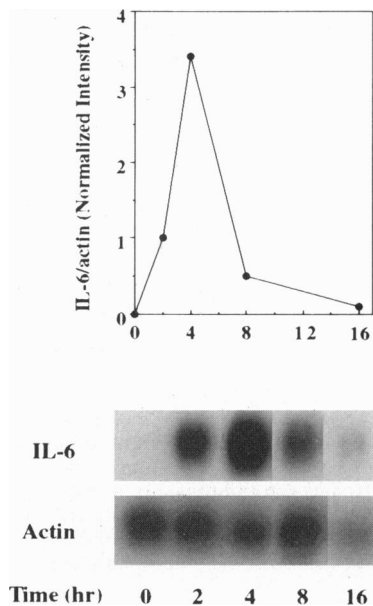 4
3
2
1
0
IL-6/actin (Normalized Intensity)
0 4 8 12 16
IL-6
Actin
Time (hr) 0 2 4 8 16